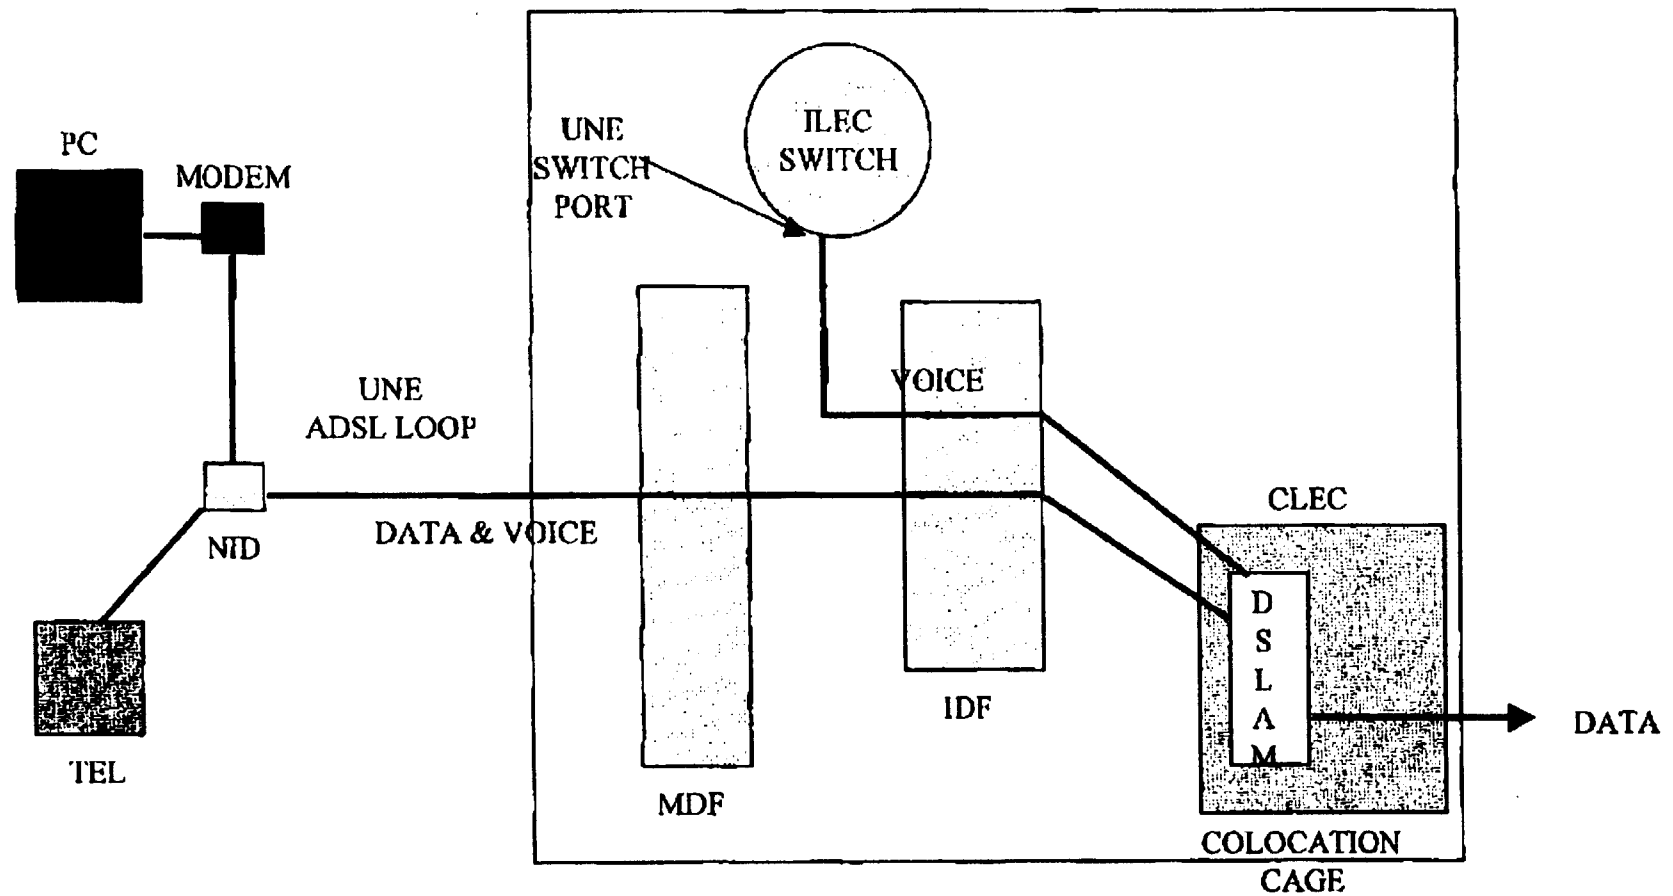 PC
MODEM
UNE
SWITCH
PORT
ILEC
SWITCH
UNE
ADSL LOOP
VOICE
DATA & VOICE
NID
TEL
MDF
IDF
CLEC
D
S
L
A
M
DATA
COLOCATION
CAGE